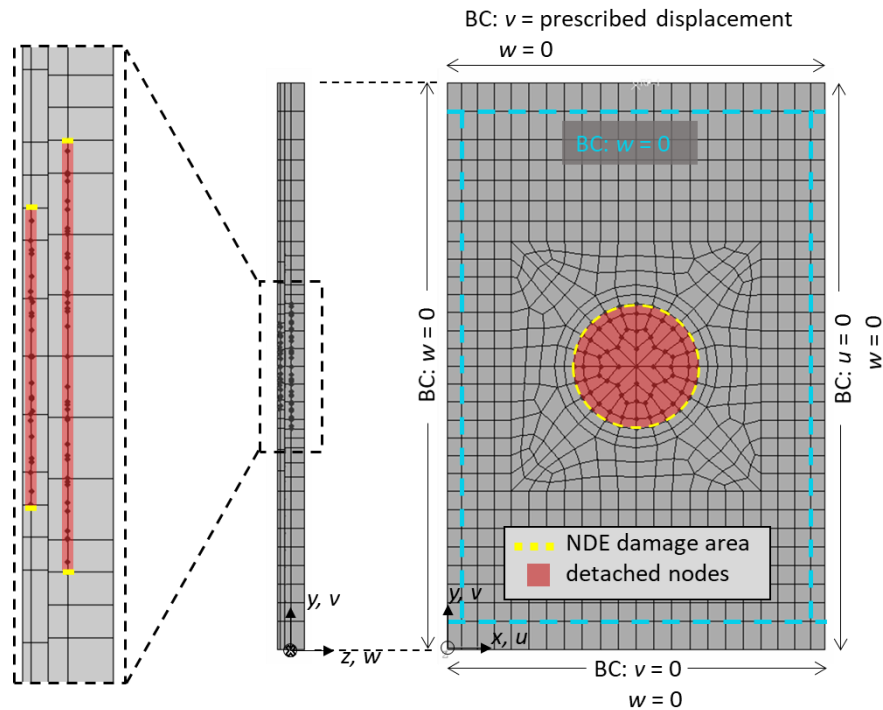 BC: v = prescribed displacement
w = 0
BC: w = 0
BC: w = 0
BC: u = 0
w = 0
NDE damage area
detached nodes
y, v
z, w
y, v
x, u
BC: v = 0
w = 0